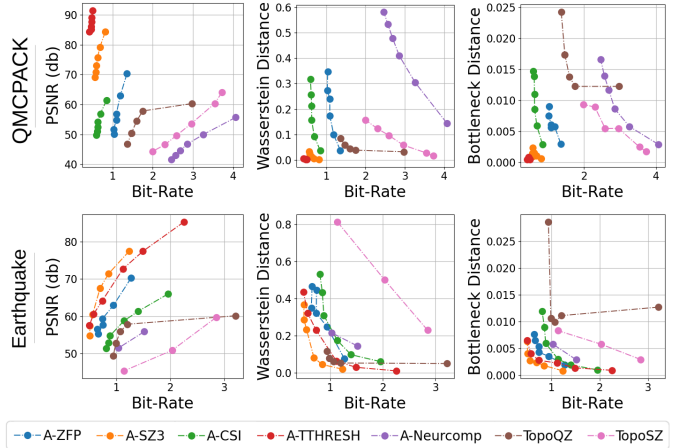 QMCPACK
PSNR (db)
90
80
70
60
50
40
1 2 3 4
Bit-Rate
Wasserstein Distance
0.6
0.5
0.4
0.3
0.2
0.1
0.0
1 2 3 4
Bit-Rate
Bottleneck Distance
0.025
0.020
0.015
0.010
0.005
0.000
2 4
Bit-Rate
Earthquake
PSNR (db)
80
70
60
50
1 2 3
Bit-Rate
Wasserstein Distance
0.8
0.6
0.4
0.2
0.0
1 2 3
Bit-Rate
Bottleneck Distance
0.025
0.020
0.015
0.010
0.005
0.000
1 2 3
Bit-Rate
A-ZFP A-SZ3 A-CSI A-TTHRESH A-Neurcomp TopoQZ TopoSZ